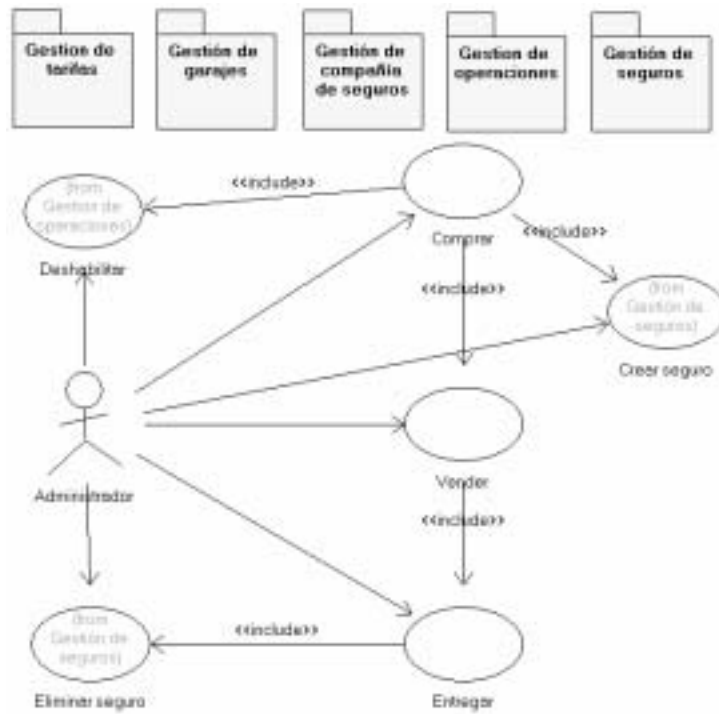 Gestion de
tarifas
Gestión de
garajes
Gestión de
compañia
de seguros
Gestion de
operaciones
Gestión de
seguros
<<include>>
(from
Gestion de
operaciones)
Deshabilitar
Comprar
<<include>>
<<include>>
(from
Gestión de
seguros)
Crear seguro
Administrador
Vender
<<include>>
(from
Gestión de
seguros)
Eliminar seguro
<<include>>
Entregar